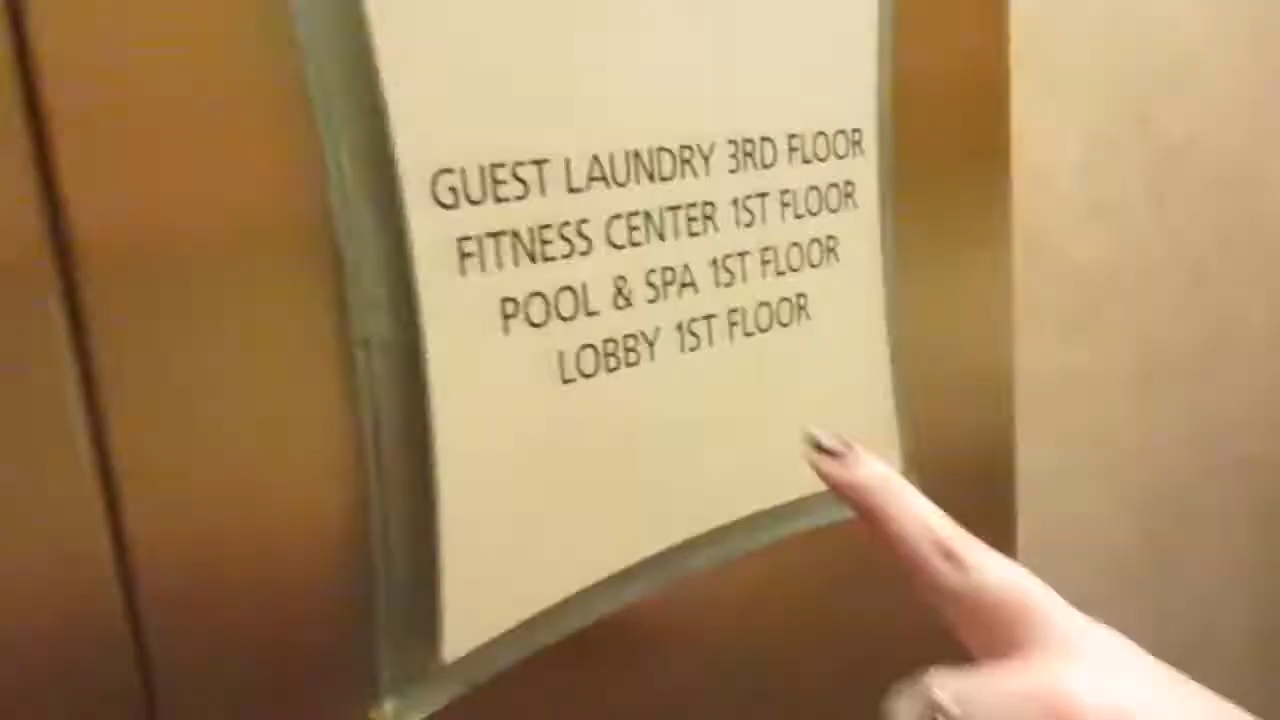 GUEST LAUNDRY 3RD FLOOR
FITNESS CENTER 1ST FLOOR
POOL & SPA 1ST FLOOR
LOBBY 1ST FLOOR